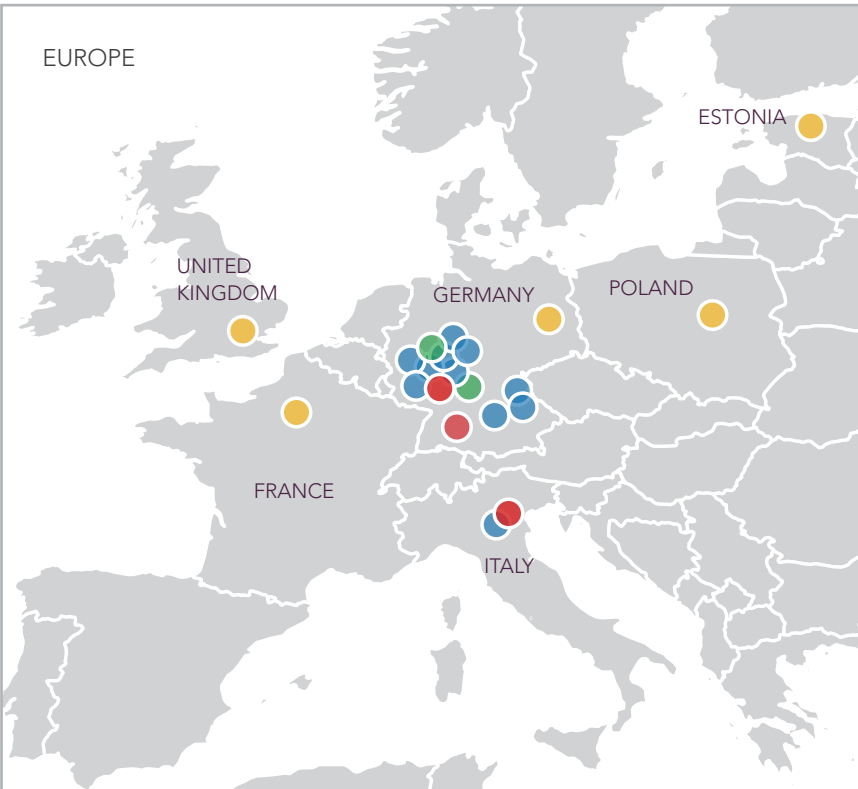 EUROPE
ESTONIA
UNITED
KINGDOM
GERMANY
POLAND
FRANCE
ITALY